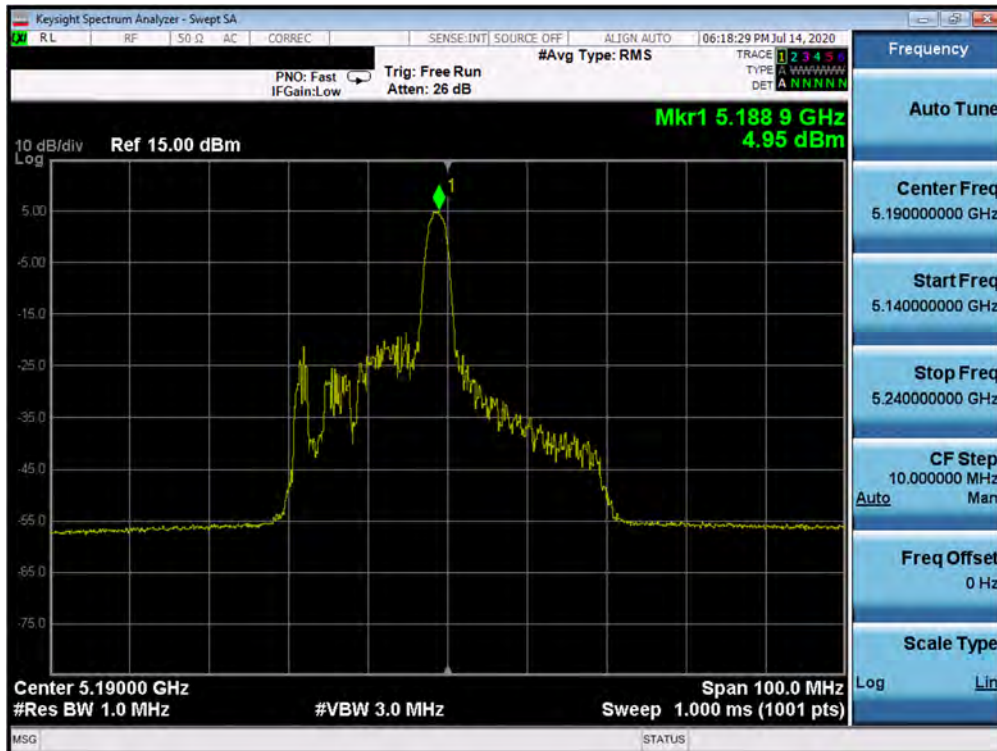 Keysight Spectrum Analyzer - Swept SA
RL RF 50 Ω AC CORREC SENSE:INT SOURCE OFF ALIGN AUTO 06:18:29 PM Jul 14, 2020
#Avg Type: RMS
TRACE 1 2 3 4 5 6
PNO: Fast Trig: Free Run
TYPE A WWWWW
IFGain:Low Atten: 26 dB
DET A N N N N N
Mkr1 5.188 9 GHz
4.95 dBm
10 dB/div Ref 15.00 dBm
Log
1
5.00
-5.00
-15.0
-25.0
-35.0
-45.0
-55.0
-65.0
-75.0
Center 5.19000 GHz Span 100.0 MHz
#Res BW 1.0 MHz #VBW 3.0 MHz Sweep 1.000 ms (1001 pts)
MSG STATUS
Frequency
Auto Tune
Center Freq
5.190000000 GHz
Start Freq
5.140000000 GHz
Stop Freq
5.240000000 GHz
CF Step
10.000000 MHz
Auto Man
Freq Offset
0 Hz
Scale Type
Log Lin